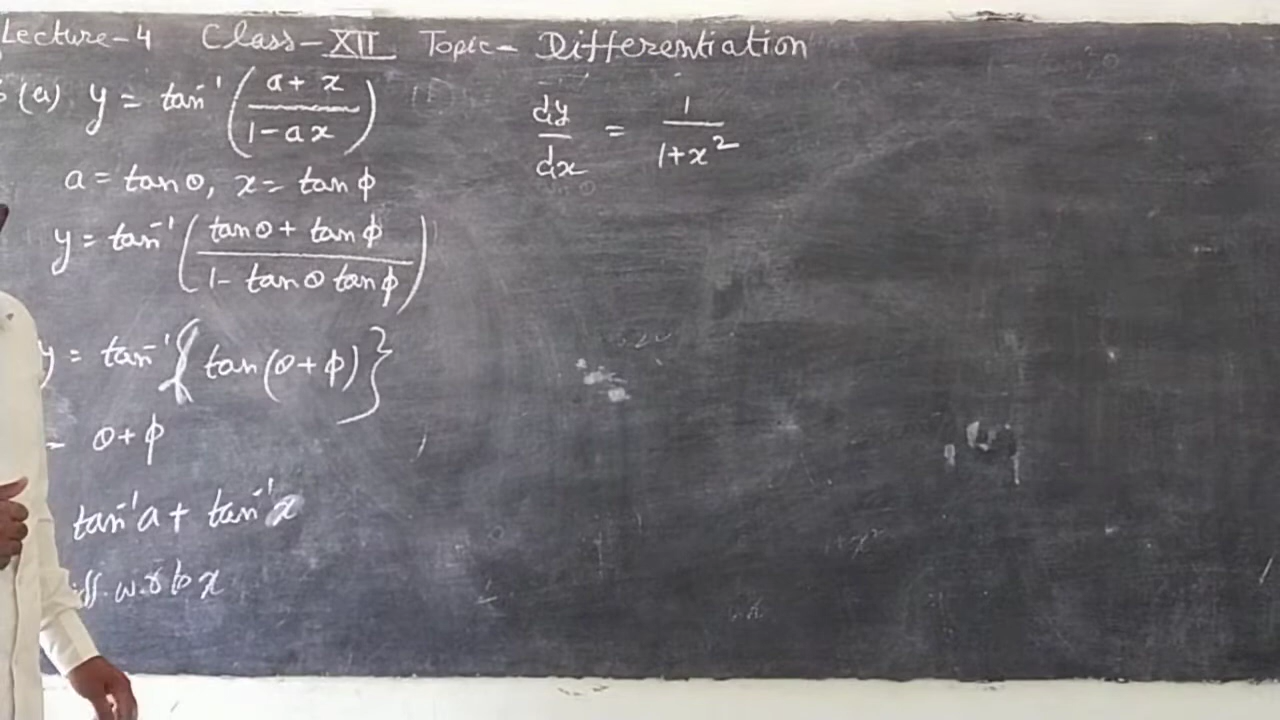 Lecture-4 Class-XII Topic- Differentiation
(a) y = tan⁻¹ ( (a + x) / (1 - ax) )
a = tanθ, x = tanϕ
y = tan⁻¹ ( (tanθ + tanϕ) / (1 - tanθ tanϕ) )
y = tan⁻¹ { tan(θ+ϕ) }
= θ+ϕ
tan⁻¹a + tan⁻¹x
w.r to x
dy/dx = 1 / (1+x²)